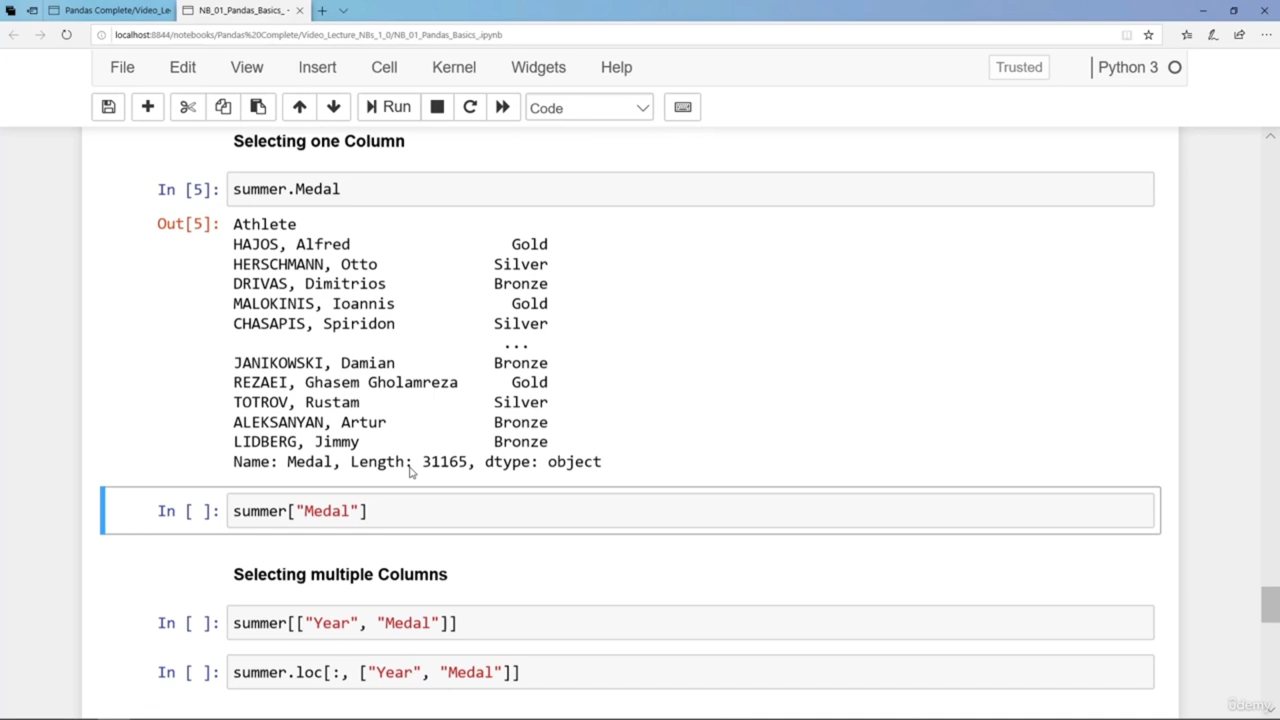 Pandas Complete/Video_Le
NB_01_Pandas_Basics_ -
localhost:8844/notebooks/Pandas%20Complete/Video_Lecture_NBs_1_0/NB_01_Pandas_Basics_.ipynb
File Edit View Insert Cell Kernel Widgets Help Trusted Python 3
Run Code
Selecting one Column
In [5]: summer.Medal
Out[5]: Athlete
HAJOS, Alfred Gold
HERSCHMANN, Otto Silver
DRIVAS, Dimitrios Bronze
MALOKINIS, Ioannis Gold
CHASAPIS, Spiridon Silver
...
JANIKOWSKI, Damian Bronze
REZAEI, Ghasem Gholamreza Gold
TOTROV, Rustam Silver
ALEKSANYAN, Artur Bronze
LIDBERG, Jimmy Bronze
Name: Medal, Length: 31165, dtype: object
In [ ]: summer["Medal"]
Selecting multiple Columns
In [ ]: summer[["Year", "Medal"]]
In [ ]: summer.loc[:, ["Year", "Medal"]]
ûdemy